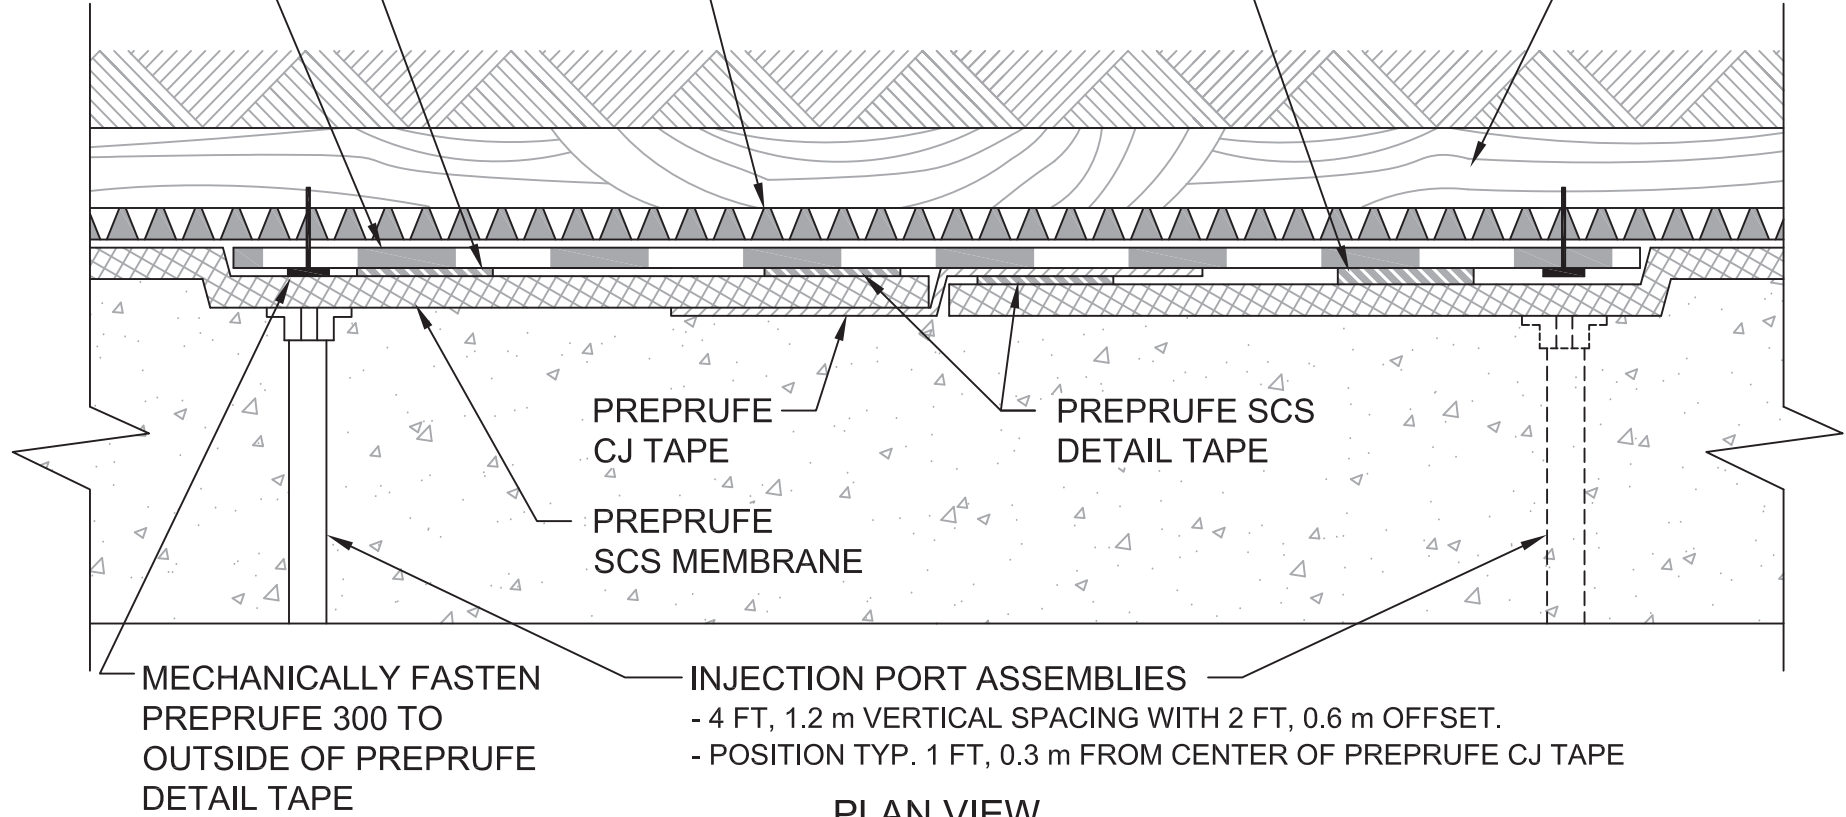 PREPRUFE
CJ TAPE
PREPRUFE SCS
DETAIL TAPE
PREPRUFE
SCS MEMBRANE
MECHANICALLY FASTEN
PREPRUFE 300 TO
OUTSIDE OF PREPRUFE
DETAIL TAPE
INJECTION PORT ASSEMBLIES
- 4 FT, 1.2 m VERTICAL SPACING WITH 2 FT, 0.6 m OFFSET.
- POSITION TYP. 1 FT, 0.3 m FROM CENTER OF PREPRUFE CJ TAPE
PLAN VIEW